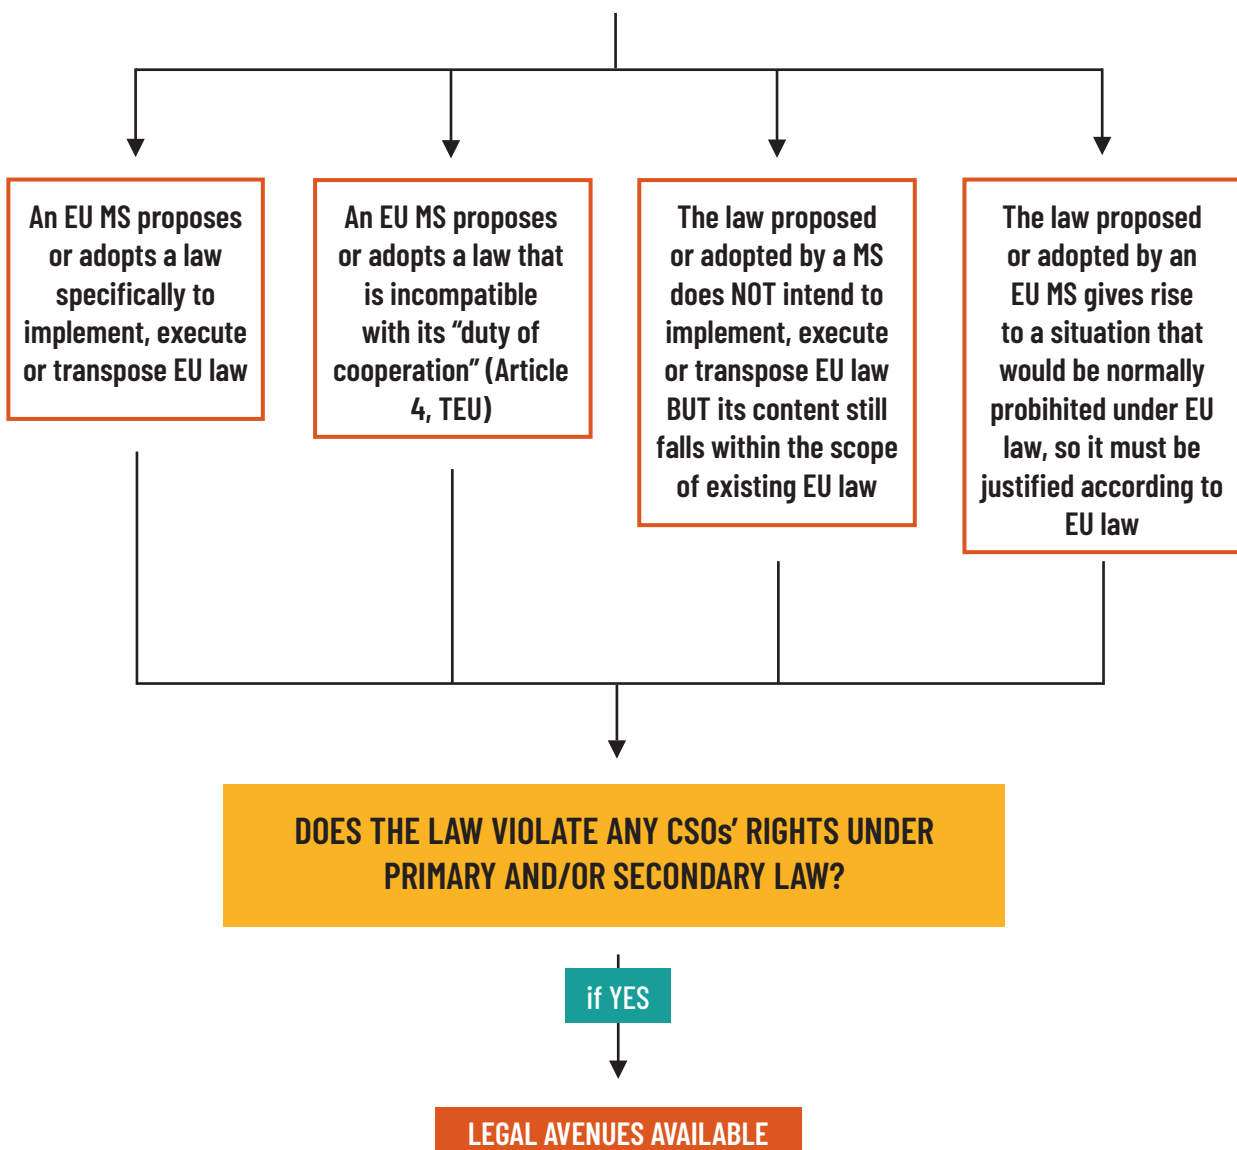 An EU MS proposes
or adopts a law
specifically to
implement, execute
or transpose EU law
An EU MS proposes
or adopts a law that
is incompatible
with its “duty of
cooperation” (Article
4, TEU)
The law proposed
or adopted by a MS
does NOT intend to
implement, execute
or transpose EU law
BUT its content still
falls within the scope
of existing EU law
The law proposed
or adopted by an
EU MS gives rise
to a situation that
would be normally
probihited under EU
law, so it must be
justified according to
EU law
DOES THE LAW VIOLATE ANY CSOs’ RIGHTS UNDER
PRIMARY AND/OR SECONDARY LAW?
if YES
LEGAL AVENUES AVAILABLE